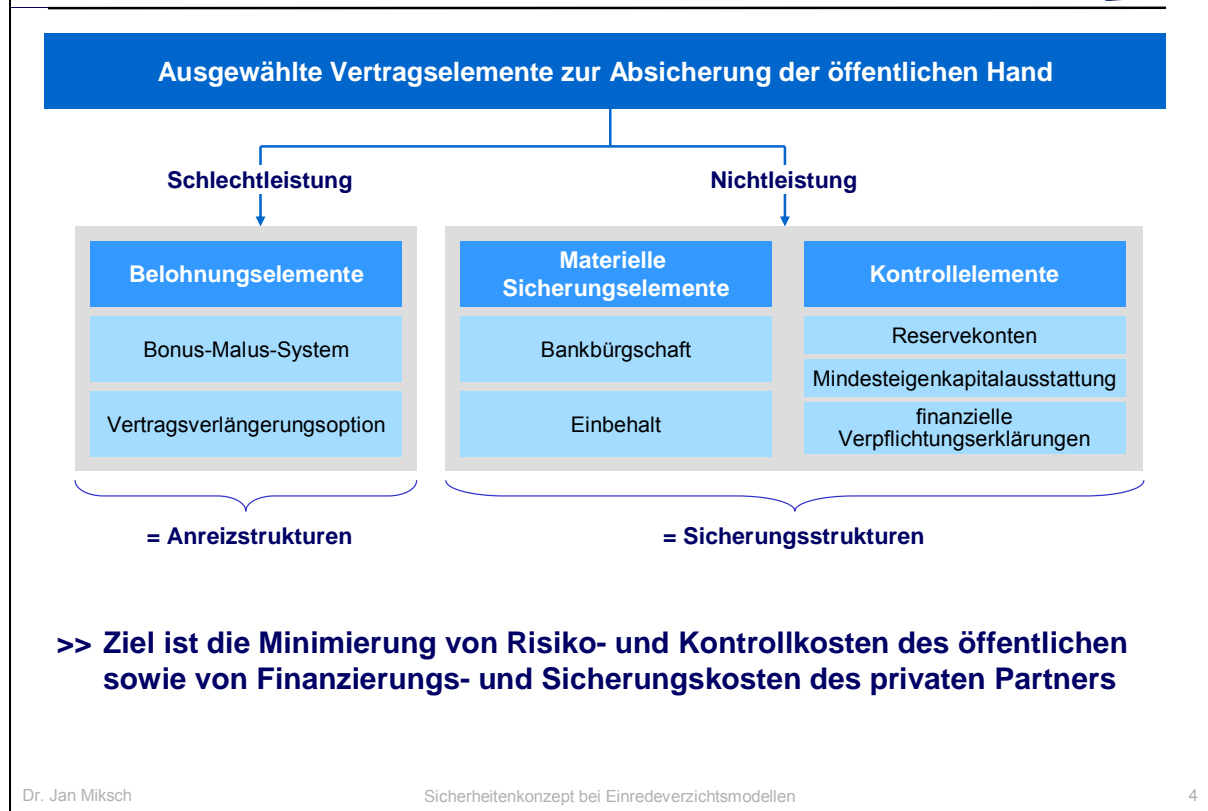 Ausgewählte Vertragselemente zur Absicherung der öffentlichen Hand
Schlechtleistung
Nichtleistung
Belohnungselemente
Bonus-Malus-System
Vertragsverlängerungsoption
Materielle
Sicherungselemente
Bankbürgschaft
Einbehalt
Kontrollelemente
Reservekonten
Mindesteigenkapitalausstattung
finanzielle
Verpflichtungserklärungen
= Anreizstrukturen
= Sicherungsstrukturen
>> Ziel ist die Minimierung von Risiko- und Kontrollkosten des öffentlichen
sowie von Finanzierungs- und Sicherungskosten des privaten Partners
Dr. Jan Miksch
Sicherheitenkonzept bei Einredeverzichtsmodellen
4